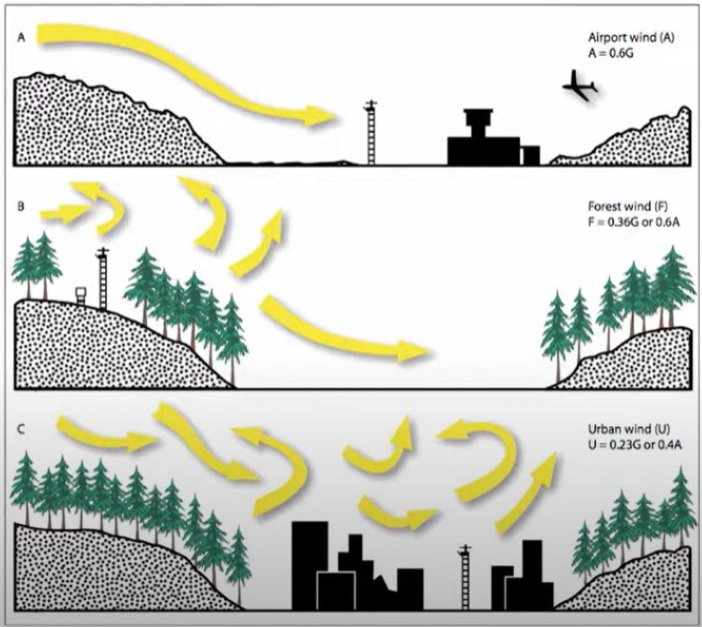 A
Airport wind (A)
A = 0.6G
B
Forest wind (F)
F = 0.36G or 0.6A
C
Urban wind (U)
U = 0.23G or 0.4A